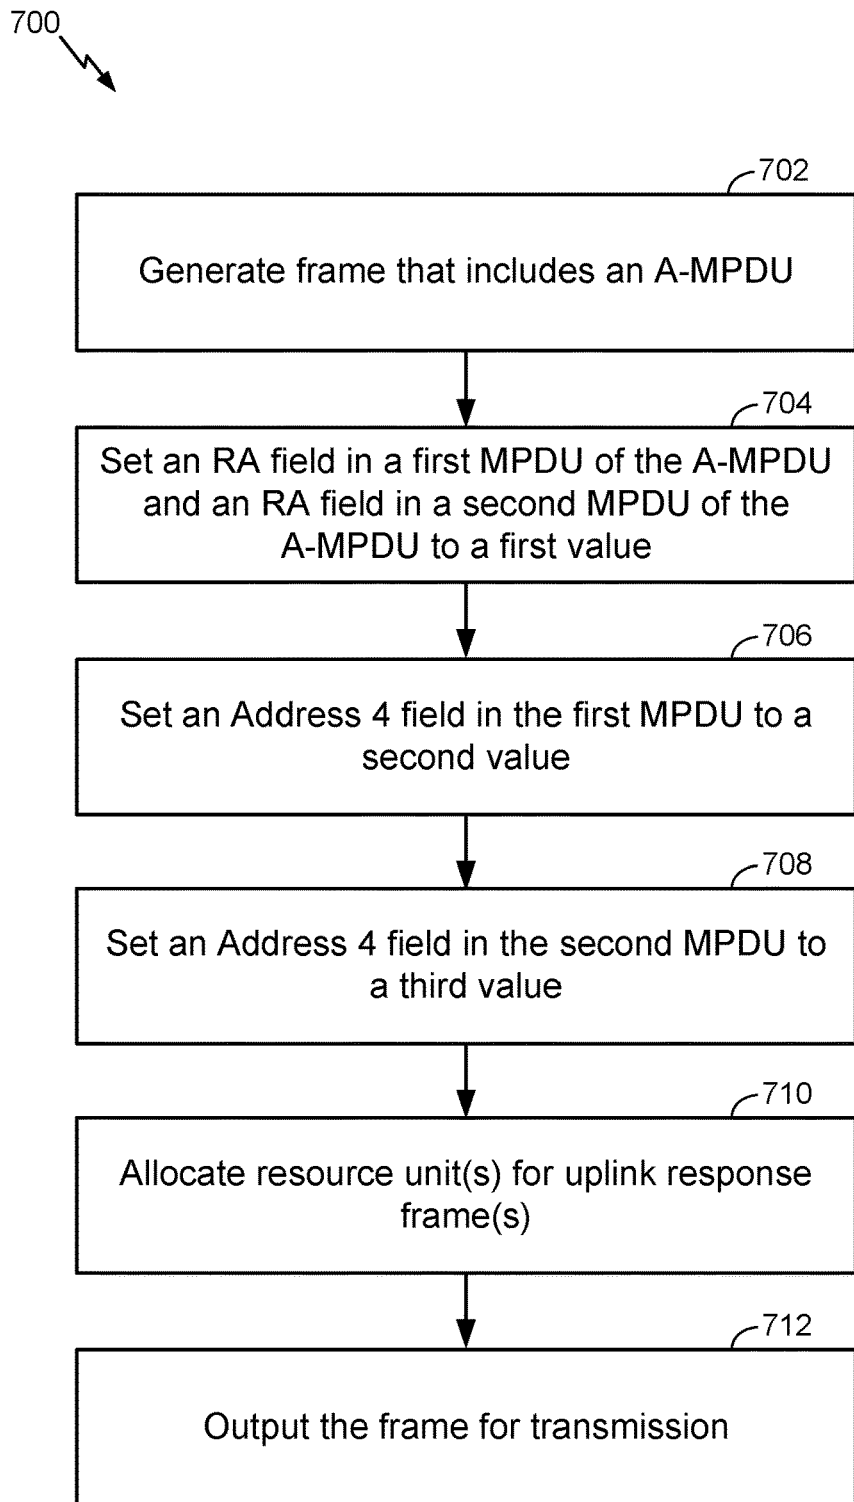 700
702
Generate frame that includes an A-MPDU
704
Set an RA field in a first MPDU of the A-MPDU
and an RA field in a second MPDU of the
A-MPDU to a first value
706
Set an Address 4 field in the first MPDU to a
second value
708
Set an Address 4 field in the second MPDU to
a third value
710
Allocate resource unit(s) for uplink response
frame(s)
712
Output the frame for transmission